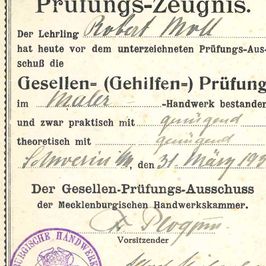 Prüfungs-Zeugnis.
Der Lehrling Robert Moll
hat heute vor dem unterzeichneten Prüfungs-Aus-
schuß die
Gesellen- (Gehilfen-) Prüfung
im Maler -Handwerk bestanden
und zwar praktisch mit genügend
theoretisch mit genügend
Schwerin i/M, den 31 März 192
Der Gesellen-Prüfungs-Ausschuss
der Mecklenburgischen Handwerkskammer.
Vorsitzender